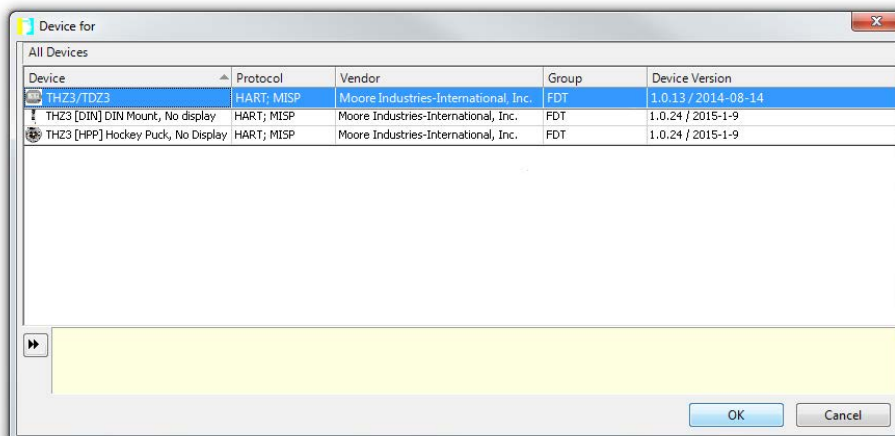 Device for
All Devices
Device Protocol Vendor Group Device Version
THZ3/TDZ3 HART; MISP Moore Industries-International, Inc. FDT 1.0.13 / 2014-08-14
THZ3 [DIN] DIN Mount, No display HART; MISP Moore Industries-International, Inc. FDT 1.0.24 / 2015-1-9
THZ3 [HPP] Hockey Puck, No Display HART; MISP Moore Industries-International, Inc. FDT 1.0.24 / 2015-1-9
OK Cancel